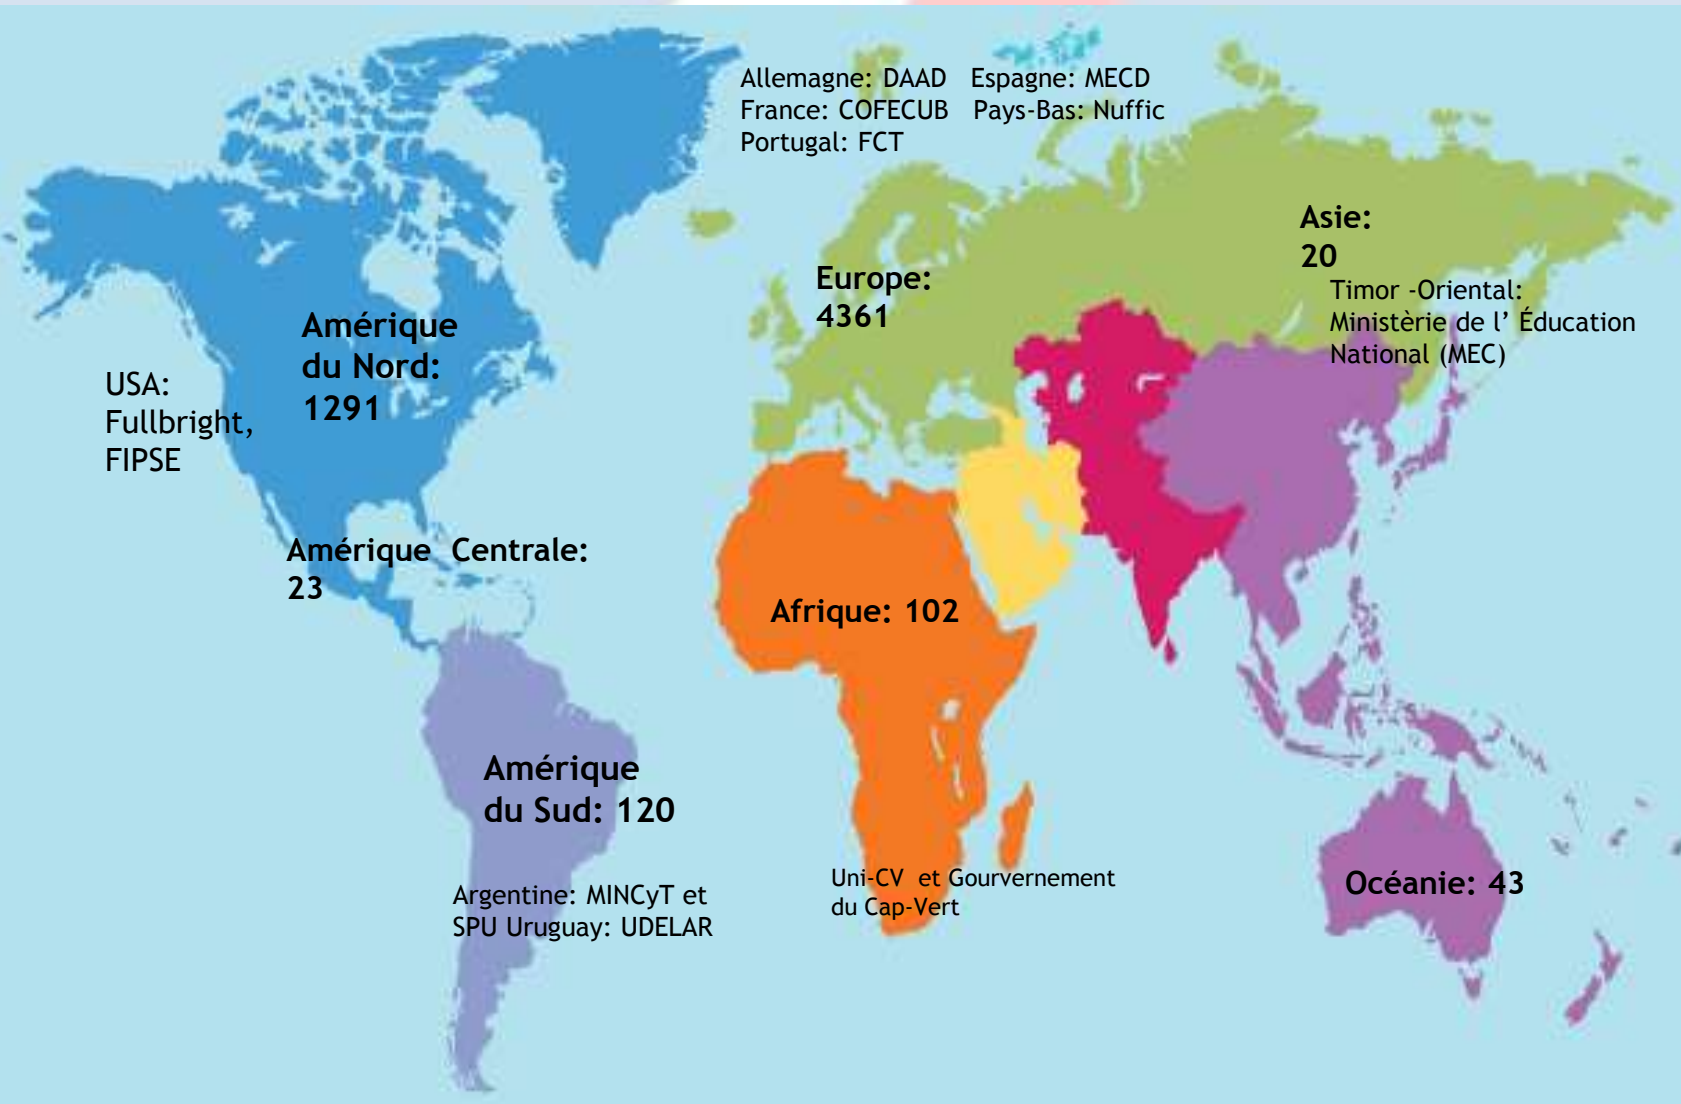 Allemagne: DAAD Espagne: MECD
France: COFECUB Pays-Bas: Nuffic
Portugal: FCT
Asie:
20
Timor -Oriental:
Ministèrie de l’ Éducation
National (MEC)
Europe:
4361
Amérique
du Nord:
1291
USA:
Fullbright,
FIPSE
Amérique Centrale:
23
Afrique: 102
Amérique
du Sud: 120
Argentine: MINCyT et
SPU Uruguay: UDELAR
Uni-CV et Gourvernement
du Cap-Vert
Océanie: 43